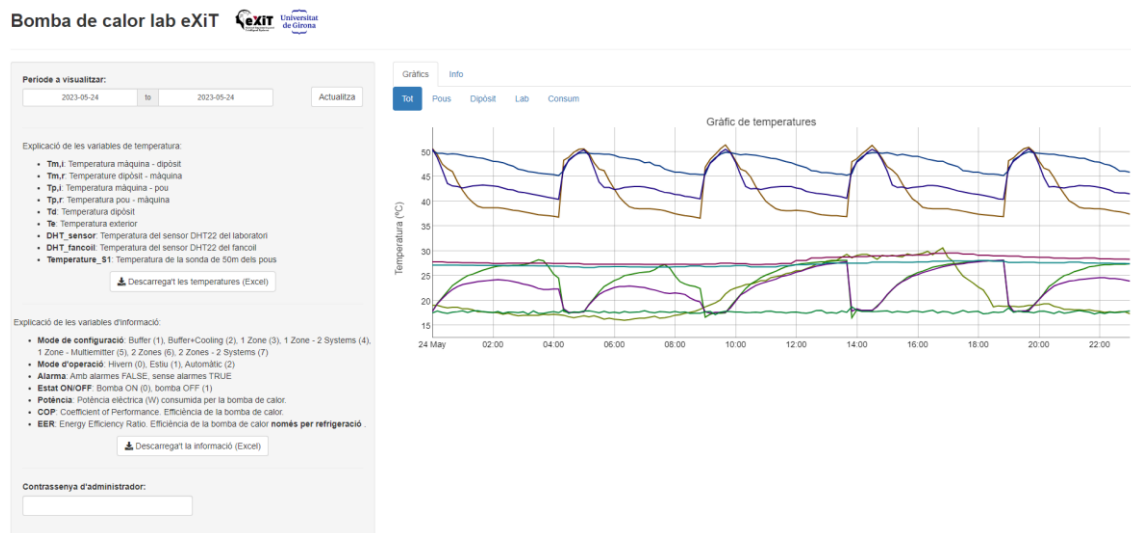 Bomba de calor lab eXiT
eXiT
Universitat
de Girona
Període a visualitzar:
2023-05-24 to 2023-05-24 Actualitza
Explicació de les variables de temperatura:
Tm,i: Temperatura màquina - dipòsit
Tm,r: Temperature dipòsit - màquina
Tp,i: Temperatura màquina - pou
Tp,r: Temperatura pou - màquina
Td: Temperatura dipòsit
Te: Temperatura exterior
DHT_sensor: Temperatura del sensor DHT22 del laboratori
DHT_fancoil: Temperatura del sensor DHT22 del fancoil
Temperature_S1: Temperatura de la sonda de 50m dels pous
Descarrega't les temperatures (Excel)
Explicació de les variables d'informació:
Mode de configuració: Buffer (1), Buffer+Cooling (2), 1 Zone (3), 1 Zone - 2 Systems (4),
1 Zone - Multiemitter (5), 2 Zones (6), 2 Zones - 2 Systems (7)
Mode d'operació: Hivern (0), Estiu (1), Automàtic (2)
Alarma: Amb alarmes FALSE, sense alarmes TRUE
Estat ON/OFF: Bomba ON (0), bomba OFF (1)
Potència: Potència elèctrica (W) consumida per la bomba de calor.
COP: Coefficient of Performance. Eficiència de la bomba de calor.
EER: Energy Efficiency Ratio. Eficiència de la bomba de calor només per refrigeració .
Descarrega't la informació (Excel)
Contrassenya d'administrador:
Gràfics Info
Tot Pous Dipòsit Lab Consum
Gràfic de temperatures
Temperatura (ºC)
50
45
40
35
30
25
20
15
24 May 02:00 04:00 06:00 08:00 10:00 12:00 14:00 16:00 18:00 20:00 22:00